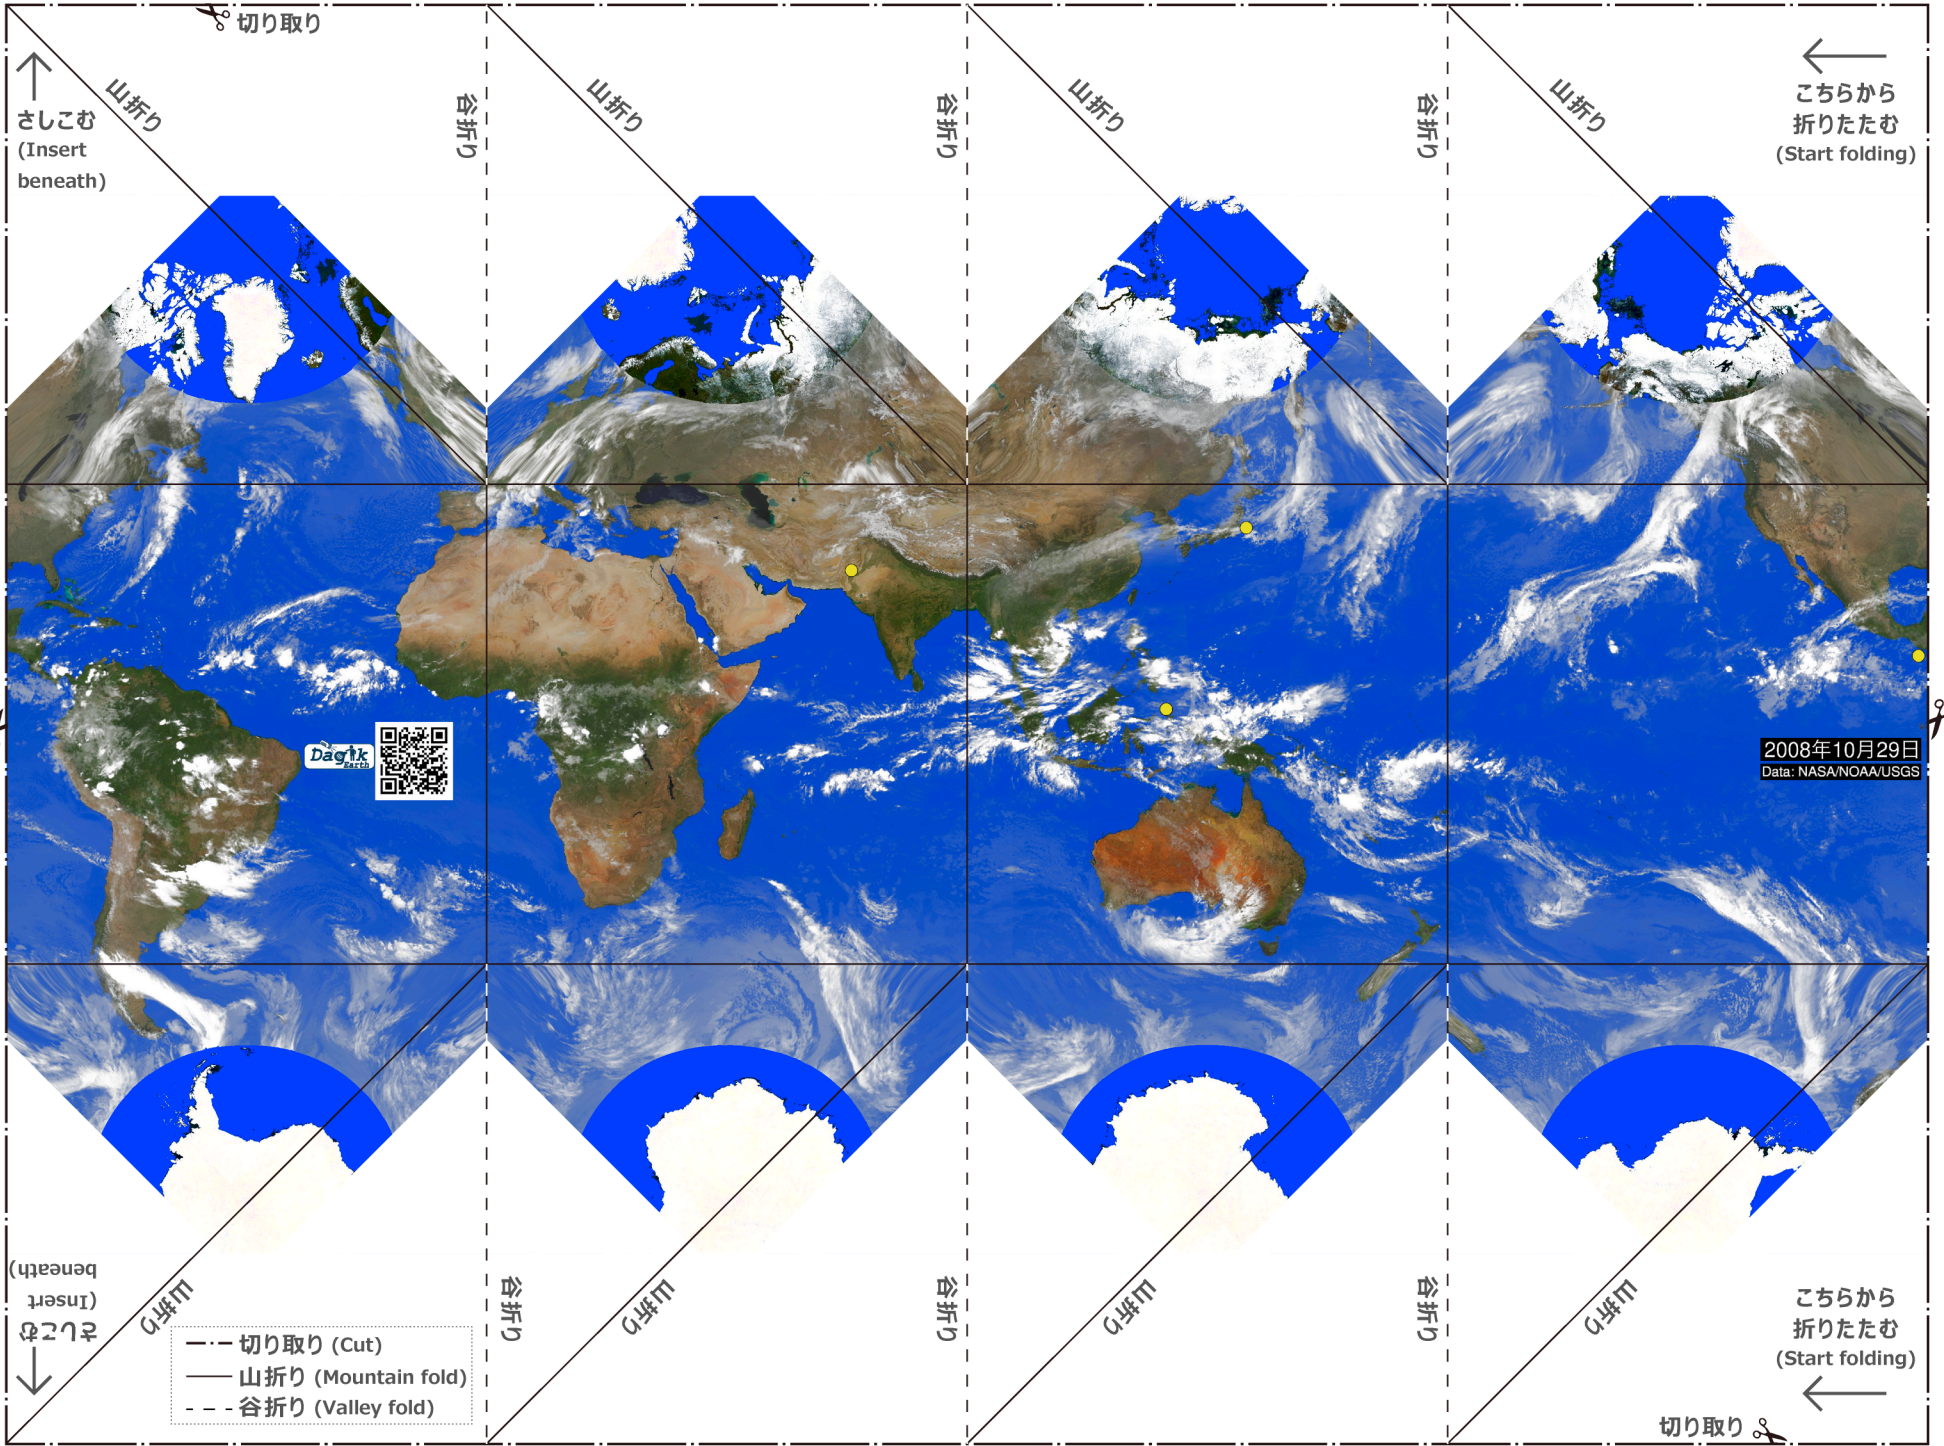 切り取り
山折り
谷折り
山折り
谷折り
山折り
谷折り
山折り
さしこむ
(Insert
beneath)
こちらから
折りたたむ
(Start folding)
Dagik
Earth
2008年10月29日
Data: NASA/NOAA/USGS
さしこむ
(Insert
beneath)
山折り
谷折り
山折り
谷折り
山折り
谷折り
山折り
切り取り (Cut)
山折り (Mountain fold)
谷折り (Valley fold)
こちらから
折りたたむ
(Start folding)
切り取り